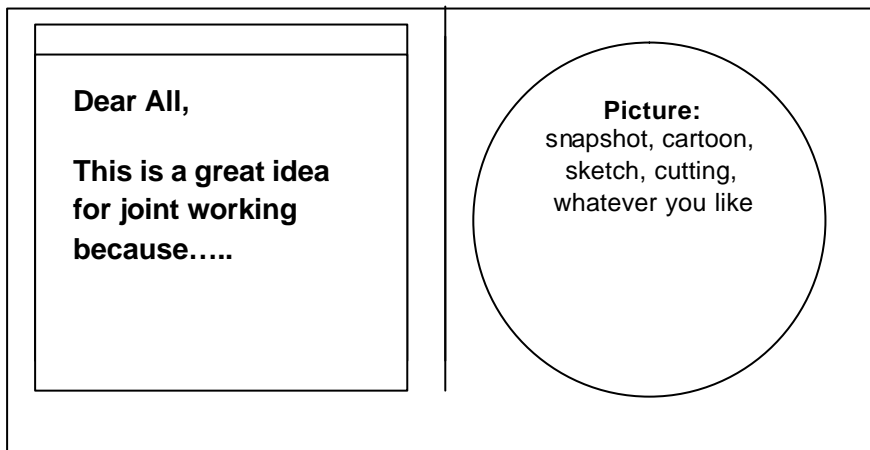 Dear All,
This is a great idea
for joint working
because…..
Picture:
snapshot, cartoon,
sketch, cutting,
whatever you like